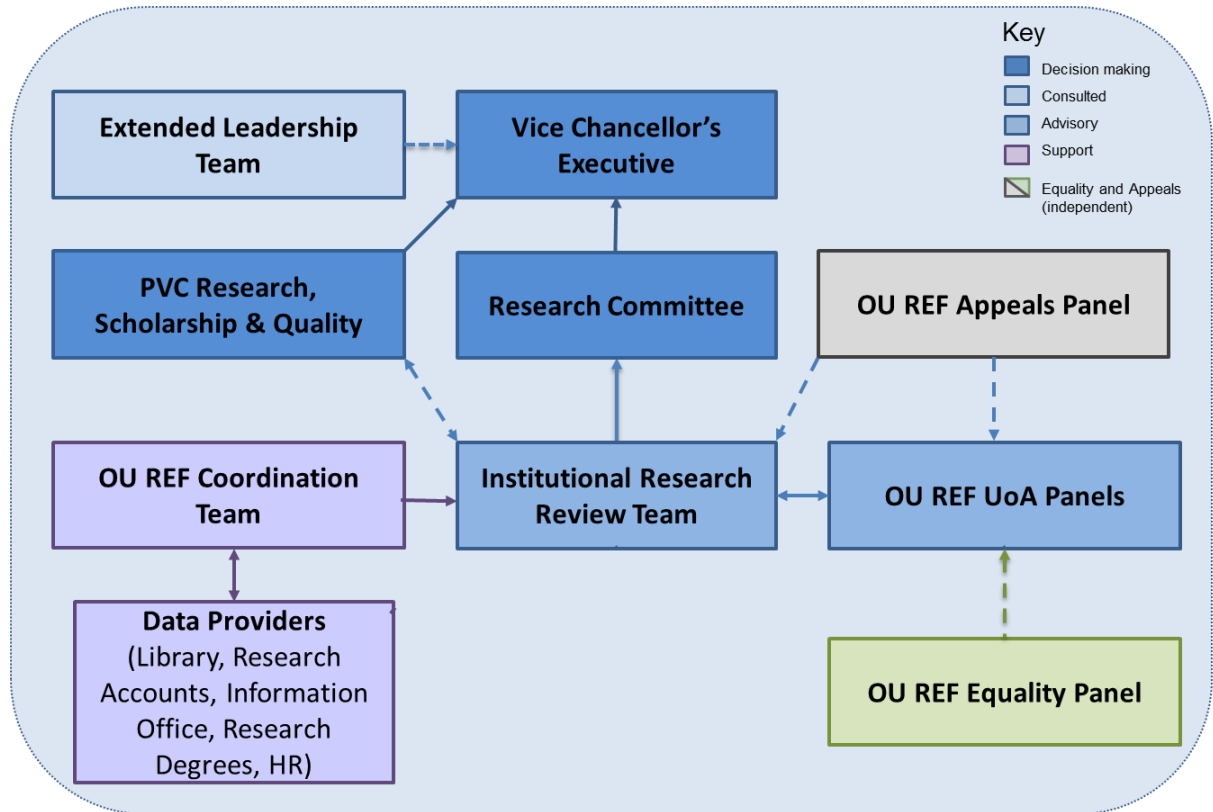 Key
Decision making
Consulted
Advisory
Support
Equality and Appeals
(independent)
Extended Leadership
Team
Vice Chancellor’s
Executive
PVC Research,
Scholarship & Quality
Research Committee
OU REF Appeals Panel
OU REF Coordination
Team
Institutional Research
Review Team
OU REF UoA Panels
Data Providers
(Library, Research
Accounts, Information
Office, Research
Degrees, HR)
OU REF Equality Panel